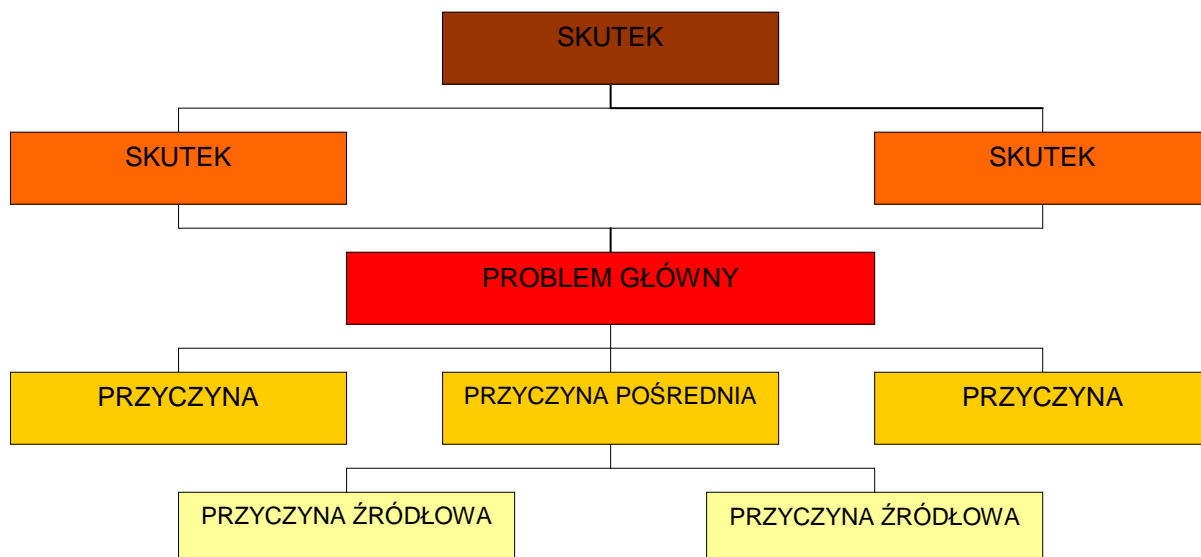 SKUTEK
SKUTEK
SKUTEK
PROBLEM GŁÓWNY
PRZYCZYNA
PRZYCZYNA POŚREDNIA
PRZYCZYNA
PRZYCZYNA ŹRÓDŁOWA
PRZYCZYNA ŹRÓDŁOWA